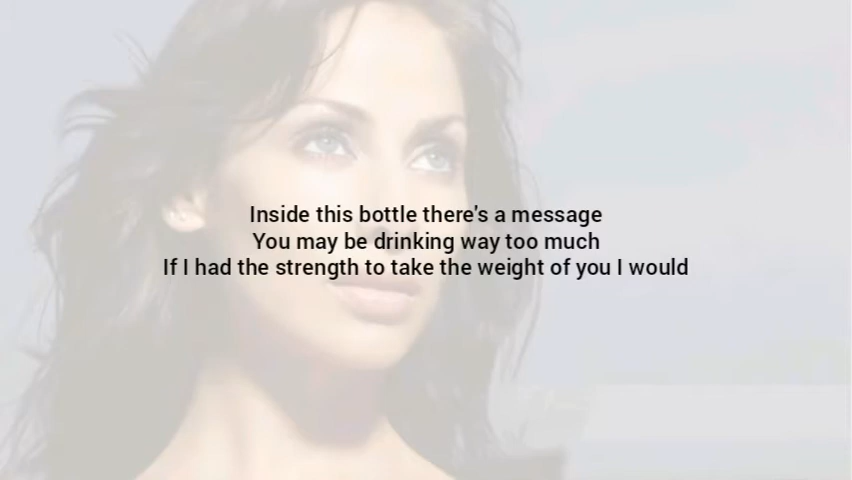 Inside this bottle there's a message
You may be drinking way too much
If I had the strength to take the weight of you I would